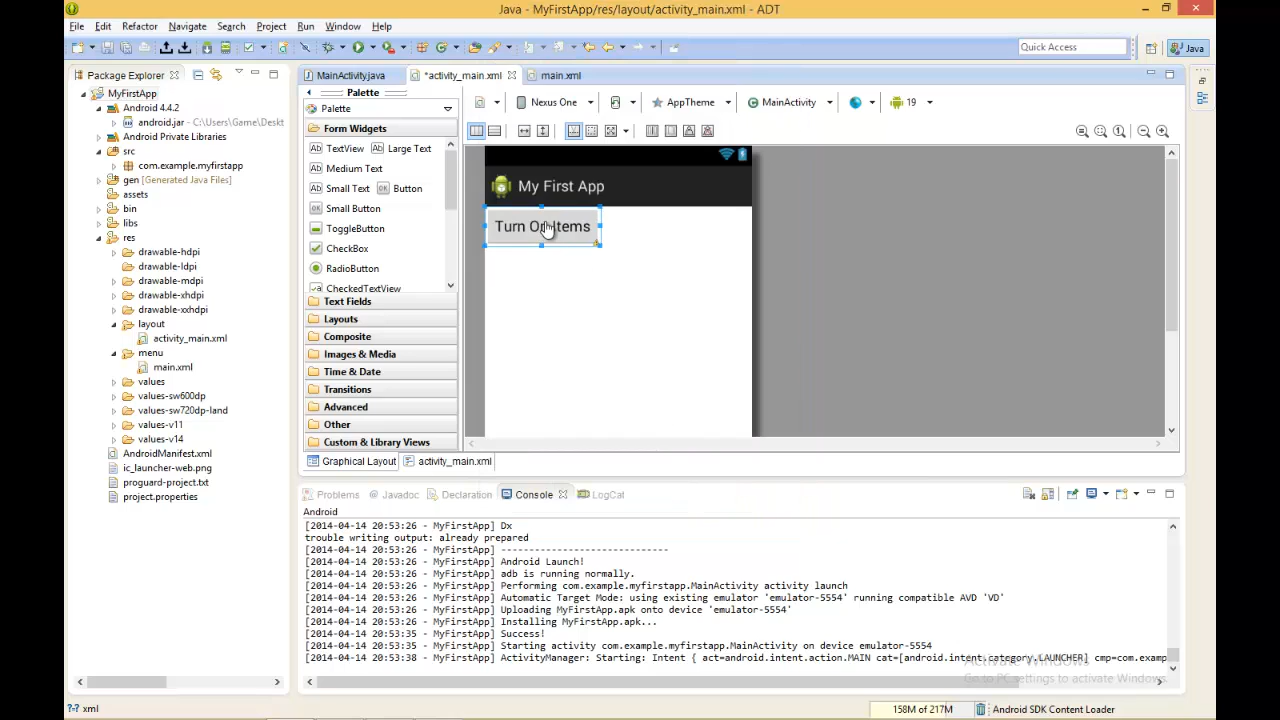 Java - MyFirstApp/res/layout/activity_main.xml - ADT
File Edit Refactor Navigate Search Project Run Window Help
Quick Access
Java
Package Explorer
MyFirstApp
Android 4.4.2
android.jar - C:\Users\Game\Deskt
Android Private Libraries
src
com.example.myfirstapp
gen [Generated Java Files]
assets
bin
libs
res
drawable-hdpi
drawable-ldpi
drawable-mdpi
drawable-xhdpi
drawable-xxhdpi
layout
activity_main.xml
menu
main.xml
values
values-sw600dp
values-sw720dp-land
values-v11
values-v14
AndroidManifest.xml
ic_launcher-web.png
proguard-project.txt
project.properties
MainActivity.java *activity_main.xml main.xml
Palette
Palette
Form Widgets
TextView Large Text
Medium Text
Small Text Button
Small Button
ToggleButton
CheckBox
RadioButton
CheckedTextView
Text Fields
Layouts
Composite
Images & Media
Time & Date
Transitions
Advanced
Other
Custom & Library Views
Nexus One AppTheme MainActivity 19
My First App
Turn On Items
Graphical Layout activity_main.xml
Problems Javadoc Declaration Console LogCat
Android
[2014-04-14 20:53:26 - MyFirstApp] Dx
trouble writing output: already prepared
[2014-04-14 20:53:26 - MyFirstApp] ------------------------------
[2014-04-14 20:53:26 - MyFirstApp] Android Launch!
[2014-04-14 20:53:26 - MyFirstApp] adb is running normally.
[2014-04-14 20:53:26 - MyFirstApp] Performing com.example.myfirstapp.MainActivity activity launch
[2014-04-14 20:53:26 - MyFirstApp] Automatic Target Mode: using existing emulator 'emulator-5554' running compatible AVD 'VD'
[2014-04-14 20:53:26 - MyFirstApp] Uploading MyFirstApp.apk onto device 'emulator-5554'
[2014-04-14 20:53:26 - MyFirstApp] Installing MyFirstApp.apk...
[2014-04-14 20:53:35 - MyFirstApp] Success!
[2014-04-14 20:53:35 - MyFirstApp] Starting activity com.example.myfirstapp.MainActivity on device emulator-5554
[2014-04-14 20:53:38 - MyFirstApp] ActivityManager: Starting: Intent { act=android.intent.action.MAIN cat=[android.intent.category.LAUNCHER] cmp=com.examp
Activate Windows
Go to PC settings to activate Windows.
xml
158M of 217M
Android SDK Content Loader